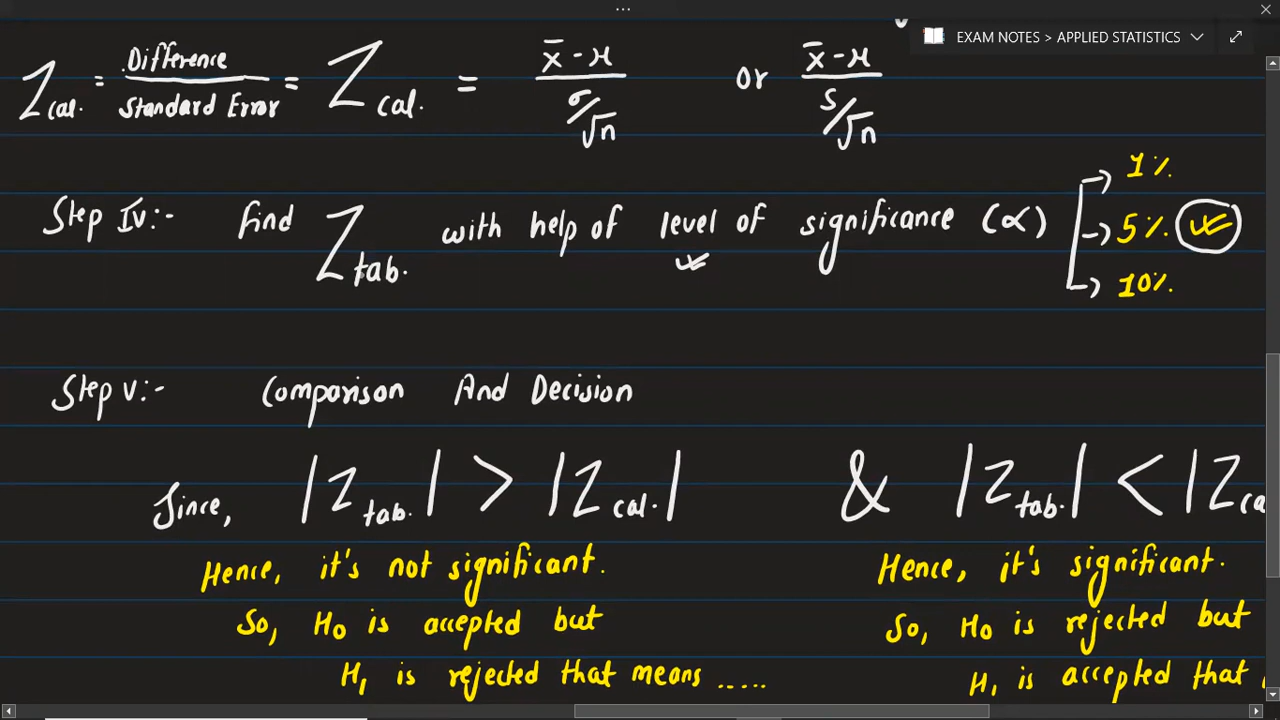 ...
EXAM NOTES > APPLIED STATISTICS
Zcal. = Difference / Standard Error = Zcal. = x̄ - μ / σ/√n or x̄ - μ / s/√n
Step IV:- find Ztab. with help of level of significance (α) → 1% → 5% → 10%
Step V:- Comparison And Decision
Since, |Ztab.| > |Zcal.| & |Ztab.| < |Zca
Hence, it's not significant. Hence, it's significant.
So, H0 is accepted but So, H0 is rejected but
H1 is rejected that means ..... H1 is accepted that